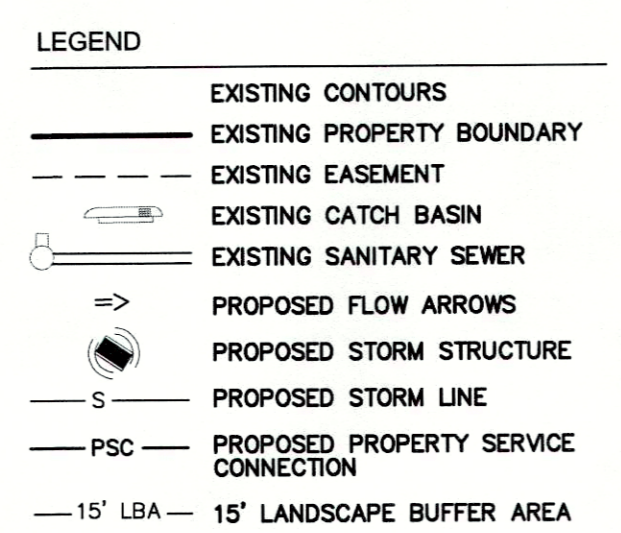 LEGEND
EXISTING CONTOURS
EXISTING PROPERTY BOUNDARY
EXISTING EASEMENT
EXISTING CATCH BASIN
EXISTING SANITARY SEWER
=> PROPOSED FLOW ARROWS
PROPOSED STORM STRUCTURE
S PROPOSED STORM LINE
PSC PROPOSED PROPERTY SERVICE
CONNECTION
15' LBA 15' LANDSCAPE BUFFER AREA